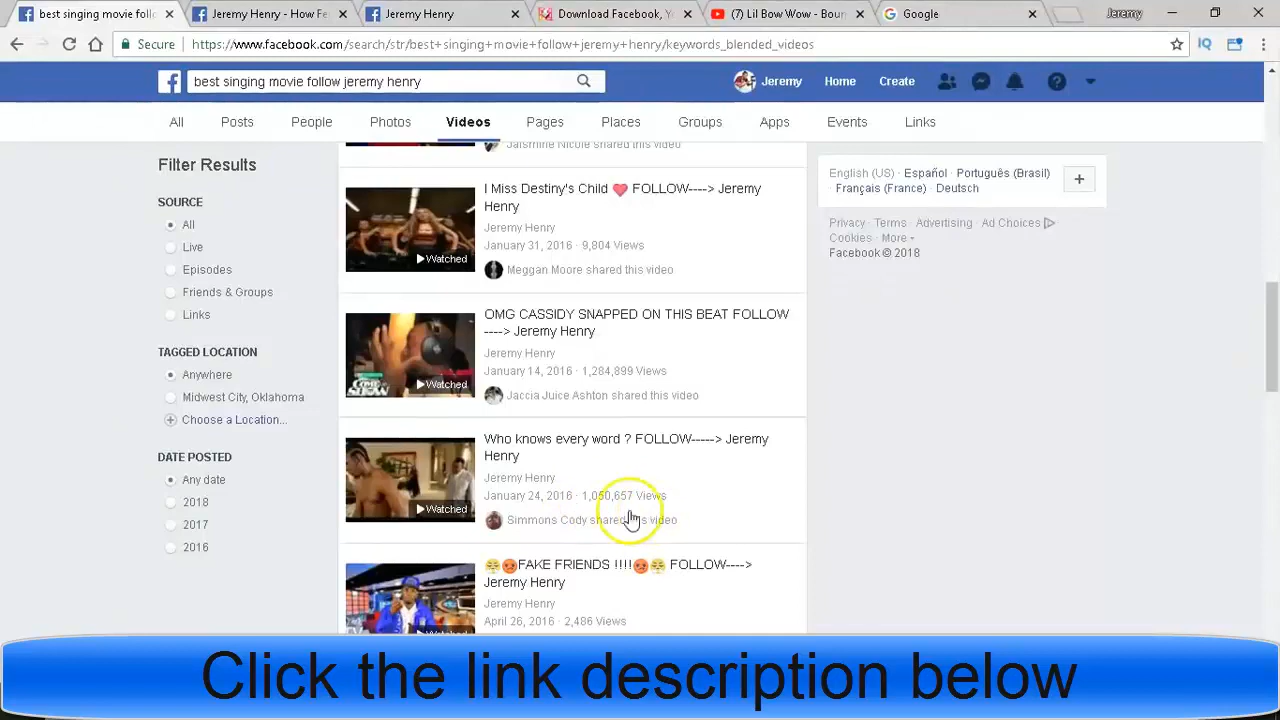 best singing movie follo
Jeremy Henry - How Fe
Jeremy Henry
Download Facebook, Yo
(7) Lil Bow Wow - Boun
Google
Jeremy
Secure
https://www.facebook.com/search/str/best+singing+movie+follow+jeremy+henry/keywords_blended_videos
best singing movie follow jeremy henry
Jeremy
Home
Create
All
Posts
People
Photos
Videos
Pages
Places
Groups
Apps
Events
Links
Filter Results
SOURCE
All
Live
Episodes
Friends & Groups
Links
TAGGED LOCATION
Anywhere
Midwest City, Oklahoma
Choose a Location...
DATE POSTED
Any date
2018
2017
2016
Jaismine Nicole shared this video
I Miss Destiny's Child ❤ FOLLOW----> Jeremy
Henry
Jeremy Henry
January 31, 2016 · 9,804 Views
Watched
Meggan Moore shared this video
OMG CASSIDY SNAPPED ON THIS BEAT FOLLOW
----> Jeremy Henry
Jeremy Henry
January 14, 2016 · 1,284,899 Views
Watched
Jaccia Juice Ashton shared this video
Who knows every word ? FOLLOW-----> Jeremy
Henry
Jeremy Henry
January 24, 2016 · 1,050,657 Views
Watched
Simmons Cody shared this video
😤😡FAKE FRIENDS !!!!😡😤 FOLLOW---->
Jeremy Henry
Jeremy Henry
April 26, 2016 · 2,486 Views
English (US) · Español · Português (Brasil)
· Français (France) · Deutsch
Privacy · Terms · Advertising · Ad Choices
Cookies · More
Facebook © 2018
Click the link description below